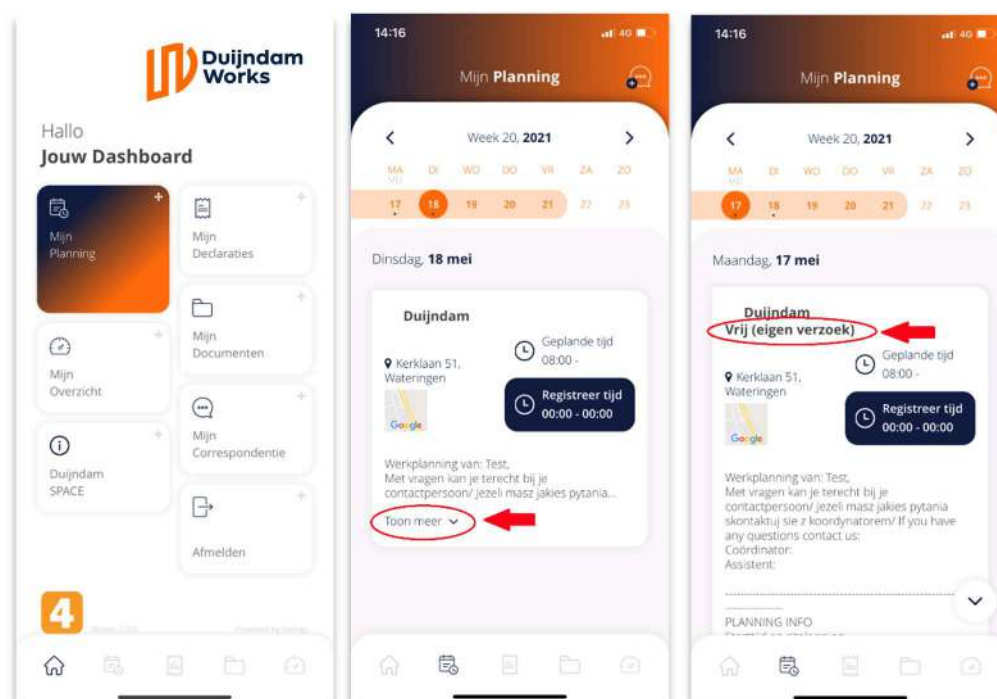 Duijndam
Works
Hallo
Jouw Dashboard
Mijn
Planning
Mijn
Declaraties
Mijn
Documenten
Mijn
Overzicht
Mijn
Correspondentie
Duijndam
SPACE
Afmelden
4
14:16
4G
Mijn Planning
Week 20, 2021
MA DI WO DO VR ZA ZO
17 18 19 20 21 22 23
Dinsdag, 18 mei
Duijndam
Geplande tijd
08:00 -
Kerklaan 51,
Wateringen
Registreer tijd
00:00 - 00:00
Google
Werkplanning van: Test,
Met vragen kan je terecht bij je
contactpersoon/ Jezeli masz jakies pytania...
Toon meer
14:16
4G
Mijn Planning
Week 20, 2021
MA DI WO DO VR ZA ZO
17 18 19 20 21 22 23
Maandag, 17 mei
Duijndam
Vrij (eigen verzoek)
Geplande tijd
08:00 -
Kerklaan 51,
Wateringen
Registreer tijd
00:00 - 00:00
Google
Werkplanning van: Test,
Met vragen kan je terecht bij je
contactpersoon/ Jezeli masz jakies pytania
skontaktuj sie z koordynatorem/ If you have
any questions contact us:
Coördinator:
Assistent:
PLANNING INFO